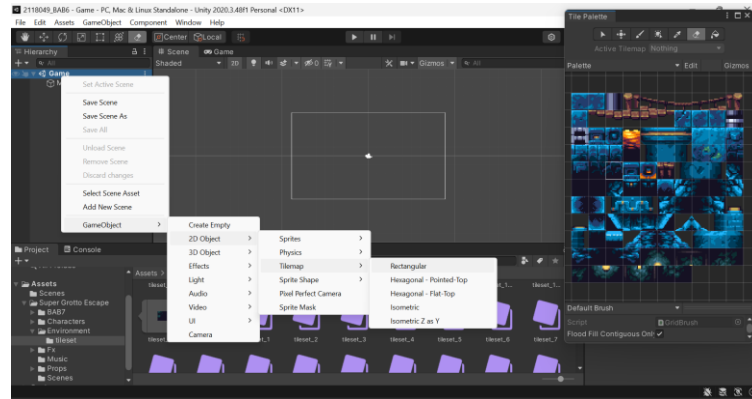 2118049_BAB6 - Game - PC, Mac & Linux Standalone - Unity 2020.3.48f1 Personal <DX11>
File Edit Assets GameObject Component Window Help
Center Local
Hierarchy
All
Game
Scene Game
Shaded 2D 0 Gizmos All
Set Active Scene
Save Scene
Save Scene As
Save All
Unload Scene
Remove Scene
Discard changes
Select Scene Asset
Add New Scene
GameObject
Create Empty
2D Object
3D Object
Effects
Light
Audio
Video
UI
Camera
Sprites
Physics
Tilemap
Sprite Shape
Pixel Perfect Camera
Sprite Mask
Rectangular
Hexagonal - Pointed-Top
Hexagonal - Flat-Top
Isometric
Isometric Z as Y
Project Console
Assets
Scenes
Super Grotto Escape
BAB7
Characters
Environment
tileset
Fx
Music
Props
Scenes
Assets >
tileset_2 tileset_3 tileset_4 tileset_5 tileset_6 tileset_7
Tile Palette
Active Tilemap Nothing
Palette Edit Gizmos
Default Brush
Script GridBrush
Flood Fill Contiguous Only